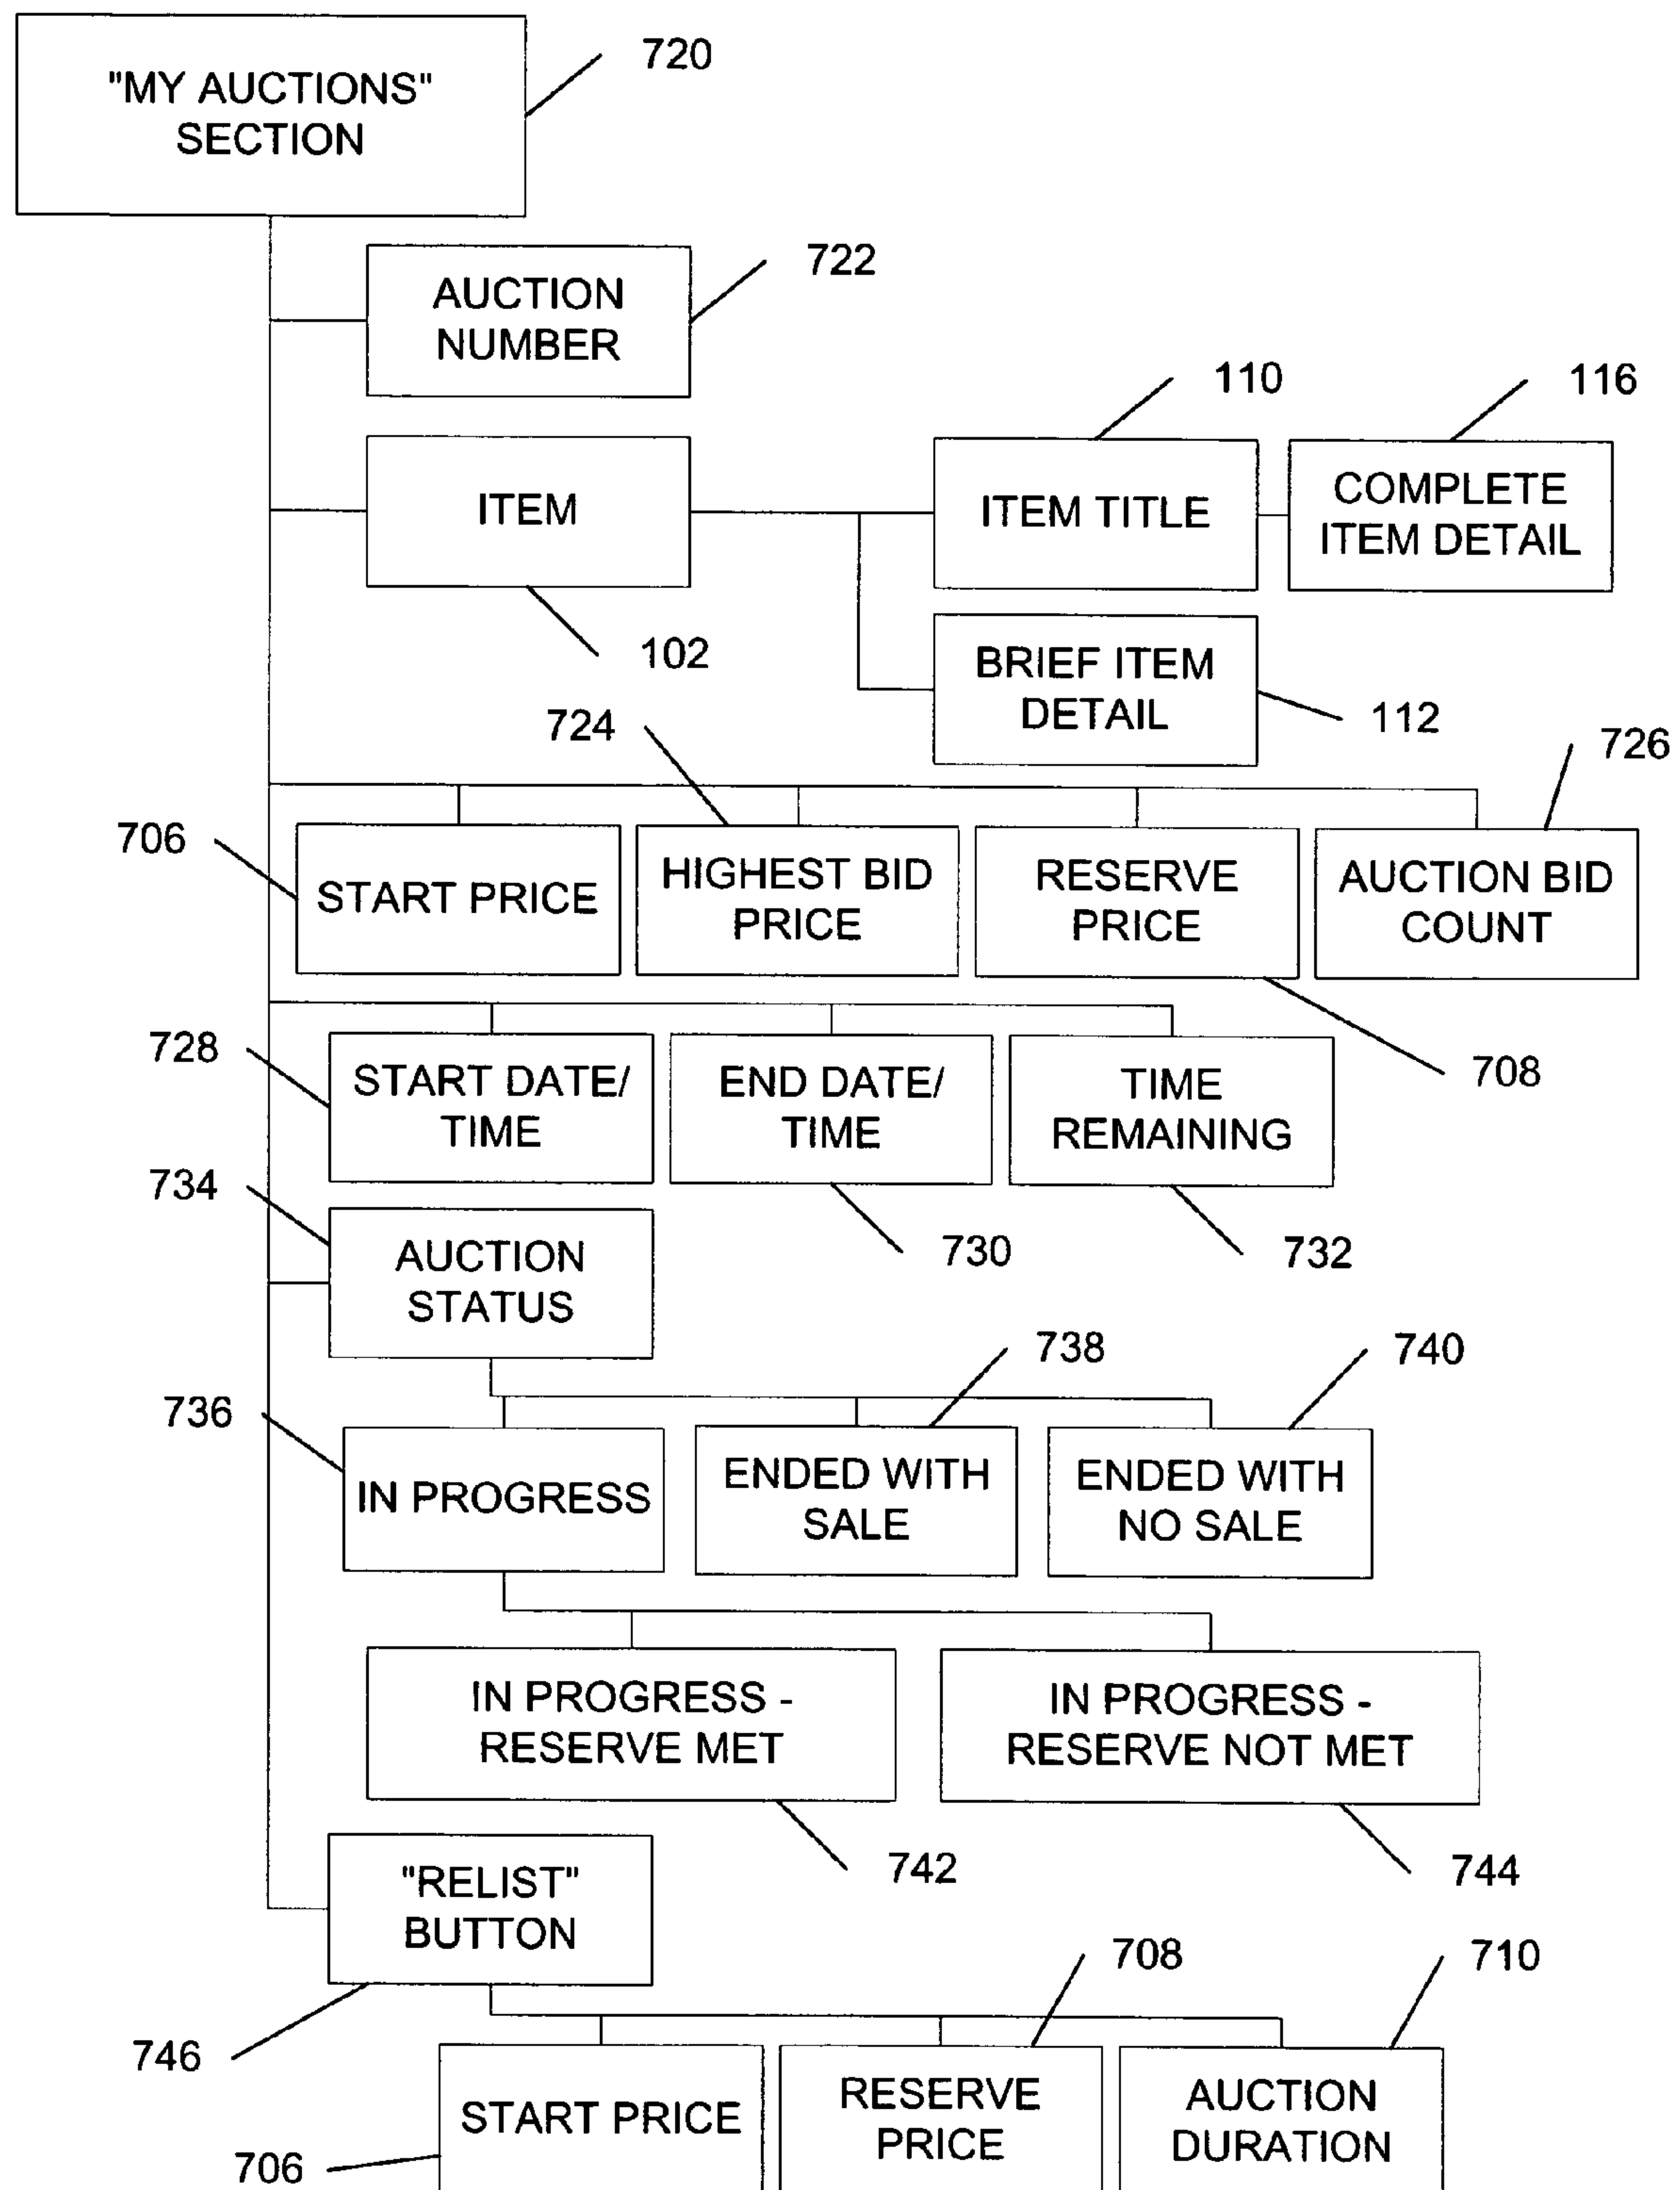 "MY AUCTIONS"
SECTION
720
AUCTION
NUMBER
722
ITEM
102
ITEM TITLE
110
COMPLETE
ITEM DETAIL
116
BRIEF ITEM
DETAIL
112
START PRICE
706
HIGHEST BID
PRICE
724
RESERVE
PRICE
708
AUCTION BID
COUNT
726
START DATE/
TIME
728
END DATE/
TIME
730
TIME
REMAINING
732
AUCTION
STATUS
734
IN PROGRESS
736
ENDED WITH
SALE
738
ENDED WITH
NO SALE
740
IN PROGRESS -
RESERVE MET
742
IN PROGRESS -
RESERVE NOT MET
744
"RELIST"
BUTTON
746
START PRICE
706
RESERVE
PRICE
708
AUCTION
DURATION
710